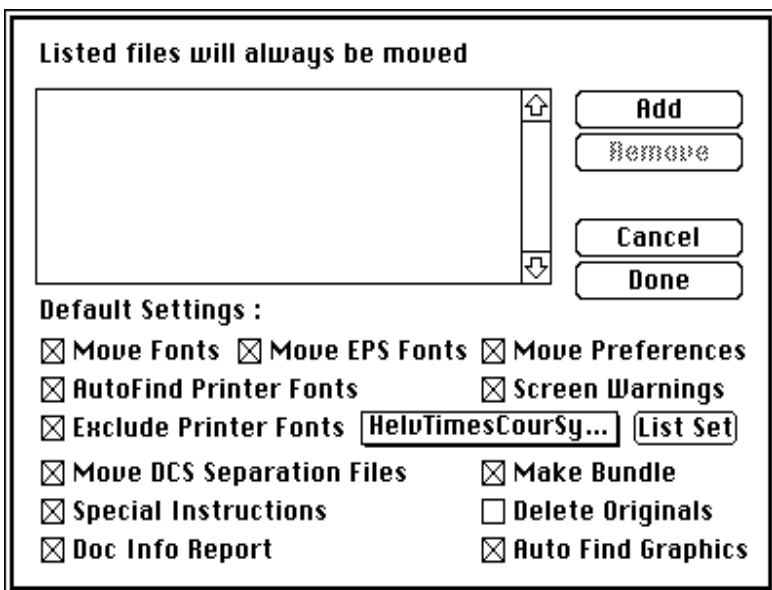 Listed files will always be moved
Add
Remove
Cancel
Done
Default Settings :
Move Fonts Move EPS Fonts Move Preferences
AutoFind Printer Fonts Screen Warnings
Exclude Printer Fonts HelvTimesCourSy... List Set
Move DCS Separation Files Make Bundle
Special Instructions Delete Originals
Doc Info Report Auto Find Graphics